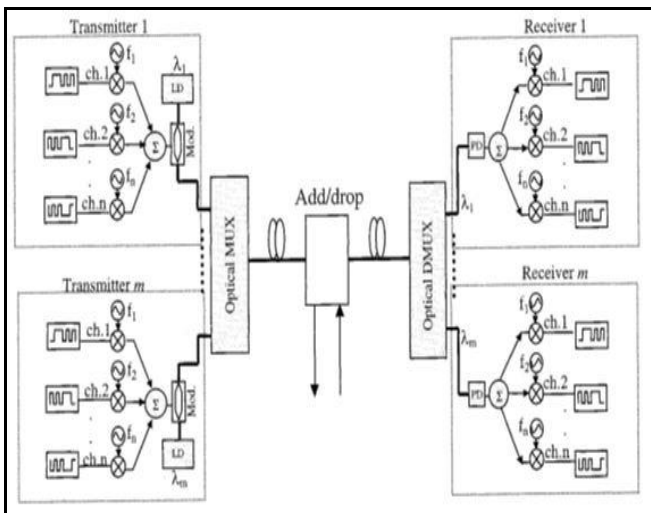 Transmitter 1
f1
ch.1
f2
ch.2
fn
ch.n
Σ
λ1
LD
Mod.
Transmitter m
f1
ch.1
f2
ch.2
fn
ch.n
Σ
Mod.
LD
λm
Optical MUX
Add/drop
Optical DMUX
Receiver 1
λ1
PD
Σ
f1
ch.1
f2
ch.2
fn
ch.n
Receiver m
λm
PD
Σ
f1
ch.1
f2
ch.2
fn
ch.n